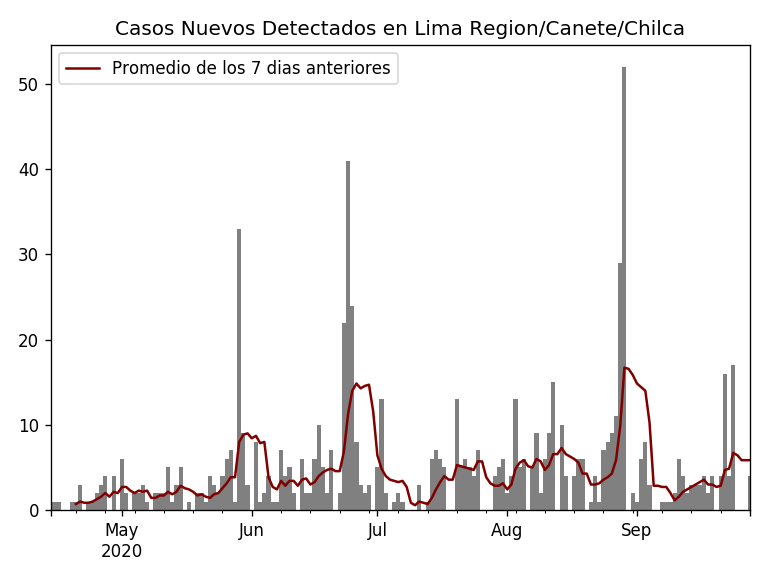 Casos Nuevos Detectados en Lima Region/Canete/Chilca
Promedio de los 7 dias anteriores
50
40
30
20
10
0
May Jun Jul Aug Sep
2020